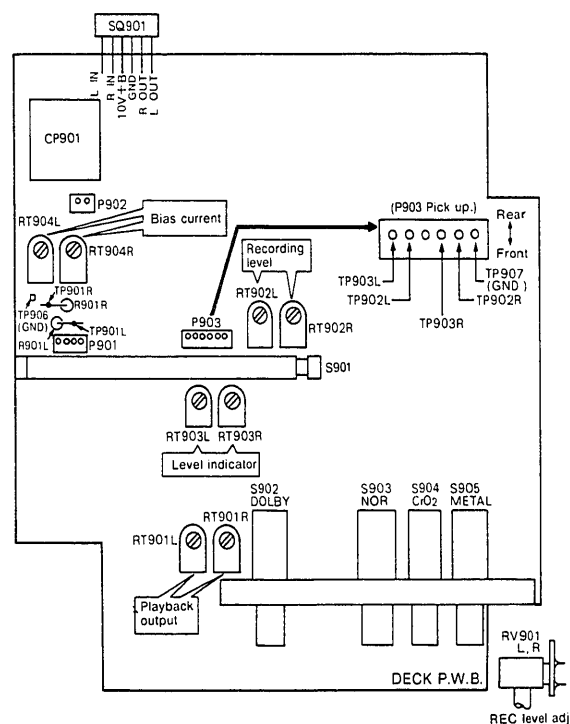 SQ901
L IN
R IN
10V+B
GND
R OUT
L OUT
CP901
P902
RT904L
Bias current
RT904R
(P903 Pick up.)
Rear
Front
TP903L
TP902L
TP903R
TP902R
TP907
(GND)
Recording
level
RT902L
RT902R
TP901R
R901R
TP906
(GND)
TP901L
R901L
P901
P903
S901
RT903L
RT903R
Level indicator
S902
DOLBY
S903
NOR
S904
CrO2
S905
METAL
RT901R
RT901L
Playback
output
RV901
L, R
DECK P.W.B.
REC level adj